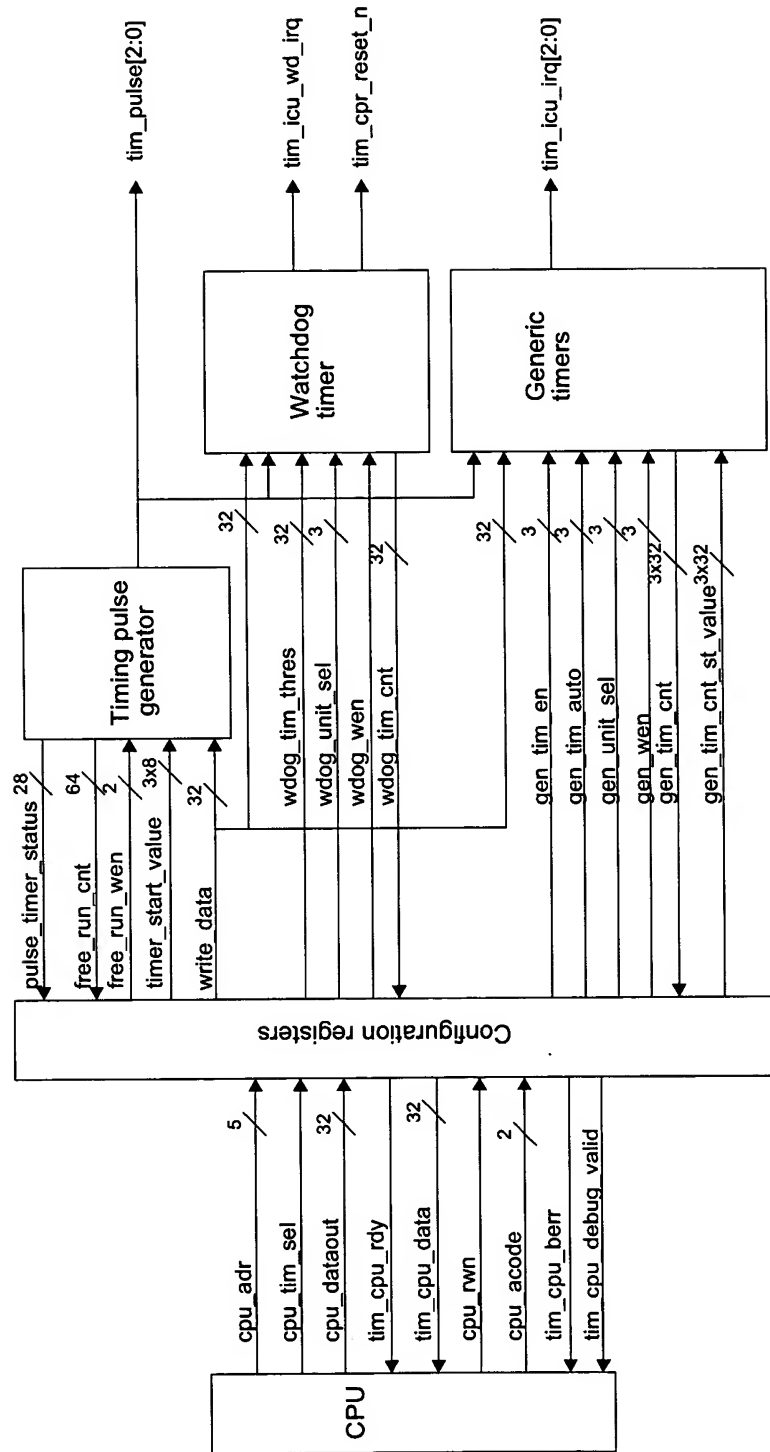 CPU
cpu_adr
5
cpu_tim_sel
cpu_dataout
32
tim_cpu_rdy
tim_cpu_data
32
cpu_rwn
cpu_acode
2
tim_cpu_berr
tim_cpu_debug_valid
Configuration registers
pulse_timer_status
28
free_run_cnt
64
free_run_wen
2
timer_start_value
3x8
write_data
32
Timing pulse
generator
tim_pulse[2:0]
32
wdog_tim_thres
32
wdog_unit_sel
3
wdog_wen
wdog_tim_cnt
32
Watchdog
timer
tim_icu_wd_irq
tim_cpr_reset_n
32
gen_tim_en
3
gen_tim_auto
3
gen_unit_sel
3
gen_wen
3
gen_tim_cnt
3x32
gen_tim_cnt_st_value
3x32
Generic
timers
tim_icu_irq[2:0]